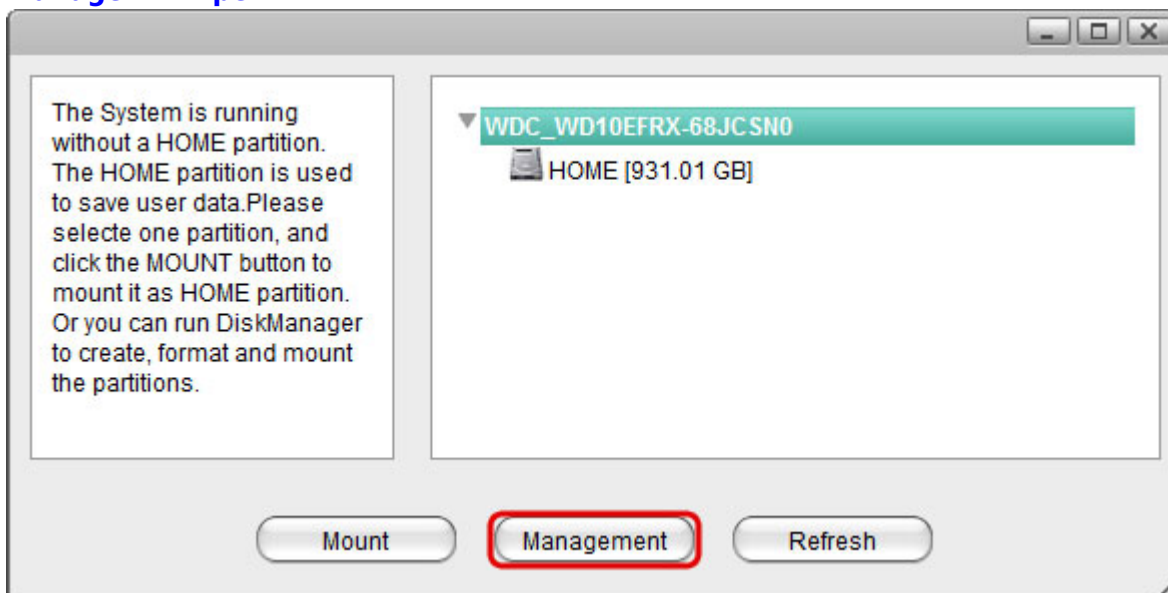 The System is running
without a HOME partition.
The HOME partition is used
to save user data.Please
selecte one partition, and
click the MOUNT button to
mount it as HOME partition.
Or you can run DiskManager
to create, format and mount
the partitions.
WDC_WD10EFRX-68JCSN0
HOME [931.01 GB]
Mount
Management
Refresh